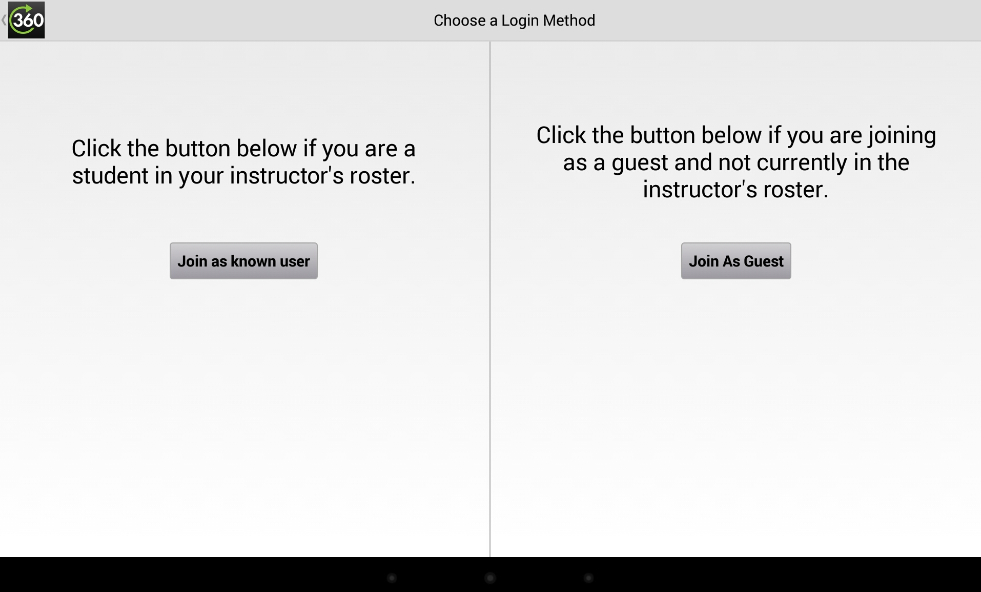 360
Choose a Login Method
Click the button below if you are a
student in your instructor's roster.
Join as known user
Click the button below if you are joining
as a guest and not currently in the
instructor's roster.
Join As Guest